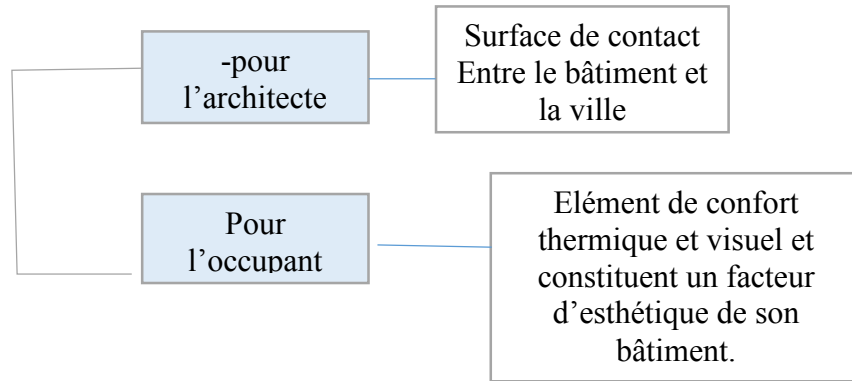 -pour
l’architecte
Surface de contact
Entre le bâtiment et
la ville
Pour
l’occupant
Elément de confort
thermique et visuel et
constituent un facteur
d’esthétique de son
bâtiment.